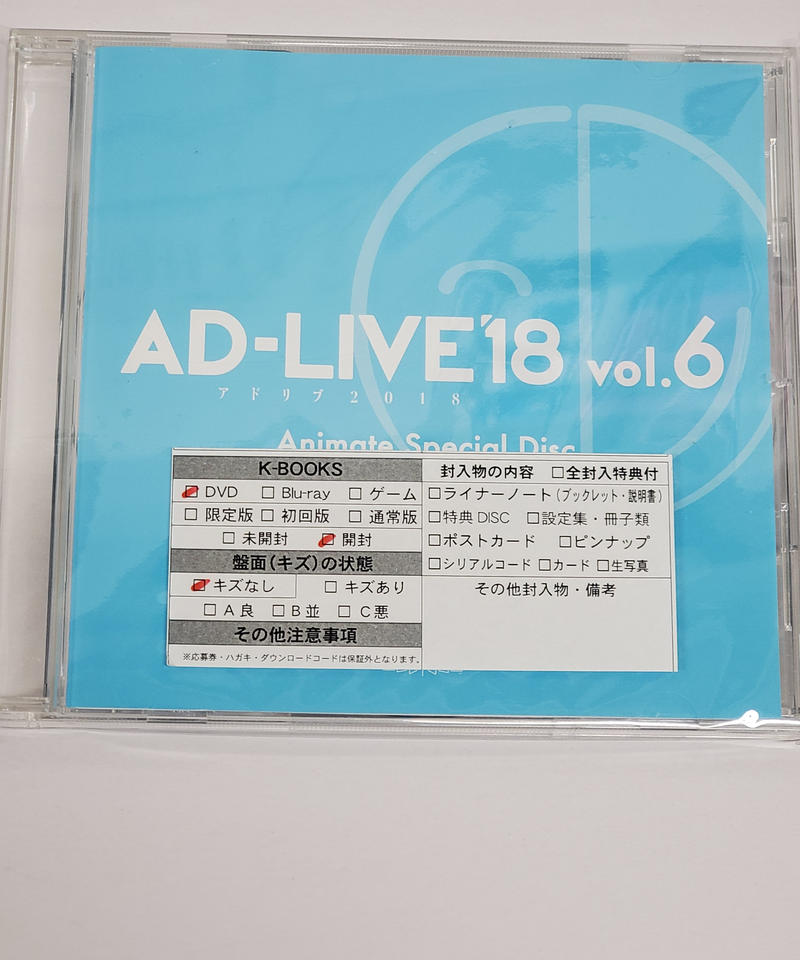 AD-LIVE'18 vol.6
アドリブ2018
Animate Special Disc
K-BOOKS
☑ DVD □ Blu-ray □ ゲーム
□ 限定版 □ 初回版 □ 通常版
□ 未開封 ☑ 開封
盤面(キズ)の状態
☑ キズなし □ キズあり
□ A 良 □ B 並 □ C 悪
その他注意事項
※応募券・ハガキ・ダウンロードコードは保証外となります。
封入物の内容 □全封入特典付
□ライナーノート(ブックレット・説明書)
□特典 DISC □設定集・冊子類
□ポストカード □ピンナップ
□シリアルコード □カード □生写真
その他封入物・備考